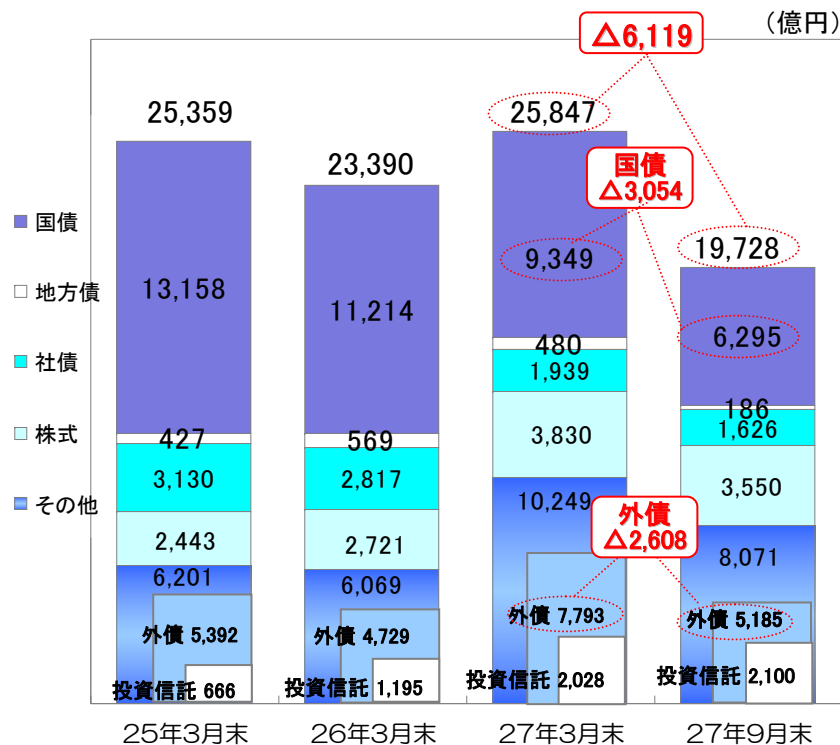 (億円)
△6,119
25,359
23,390
25,847
19,728
国債
△3,054
国債
地方債
社債
株式
その他
13,158
11,214
9,349
6,295
427
569
480
186
3,130
2,817
1,939
1,626
2,443
2,721
3,830
3,550
6,201
6,069
10,249
8,071
外債
△2,608
外債 5,392
外債 4,729
外債 7,793
外債 5,185
投資信託 666
投資信託 1,195
投資信託 2,028
2,100
25年3月末
26年3月末
27年3月末
27年9月末
投資信託